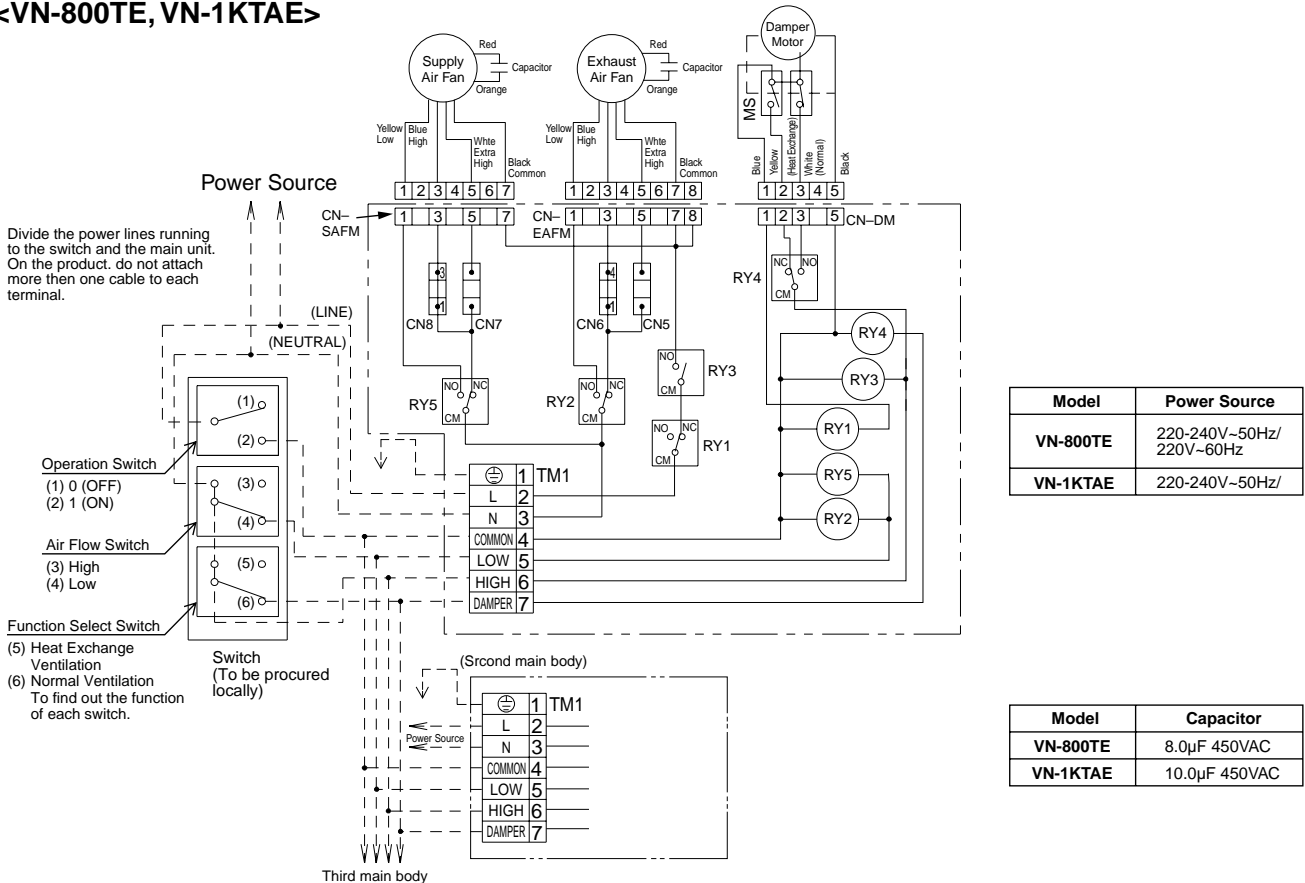 <VN-800TE, VN-1KTAE>
Damper
Motor
Supply
Air Fan
Red
Capacitor
Orange
Exhaust
Air Fan
Red
Capacitor
Orange
MS
Yellow
Low
Blue
High
Whte
Extra
High
Black
Common
Yellow
Low
Blue
High
Whte
Extra
High
Black
Common
Blue
Yellow
(Heat Exchange)
White
(Normal)
Black
1 2 3 4 5 6 7
1 2 3 4 5 6 7 8
1 2 3 4 5
CN–
SAFM
1 3 5 7
CN–
EAFM
1 3 5 7 8
1 2 3 5
CN–DM
Power Source
Divide the power lines running
to the switch and the main unit.
On the product. do not attach
more then one cable to each
terminal.
(LINE)
(NEUTRAL)
3
1
CN8
CN7
4
1
CN6
CN5
RY4
NC NO
CM
RY4
RY3
RY1
RY5
RY2
NO
CM
RY3
RY5
NO NC
CM
RY2
NO NC
CM
NO NC
CM
RY1
(1)
(2)
(3)
(4)
(5)
(6)
Operation Switch
(1) 0 (OFF)
(2) 1 (ON)
Air Flow Switch
(3) High
(4) Low
Function Select Switch
(5) Heat Exchange
Ventilation
(6) Normal Ventilation
To find out the function
of each switch.
Switch
(To be procured
locally)
1 TM1
L 2
N 3
COMMON 4
LOW 5
HIGH 6
DAMPER 7
(Srcond main body)
1 TM1
L 2
N 3
COMMON 4
LOW 5
HIGH 6
DAMPER 7
Power Source
Third main body
Model Power Source
VN-800TE 220-240V~50Hz/
220V~60Hz
VN-1KTAE 220-240V~50Hz/
Model Capacitor
VN-800TE 8.0µF 450VAC
VN-1KTAE 10.0µF 450VAC